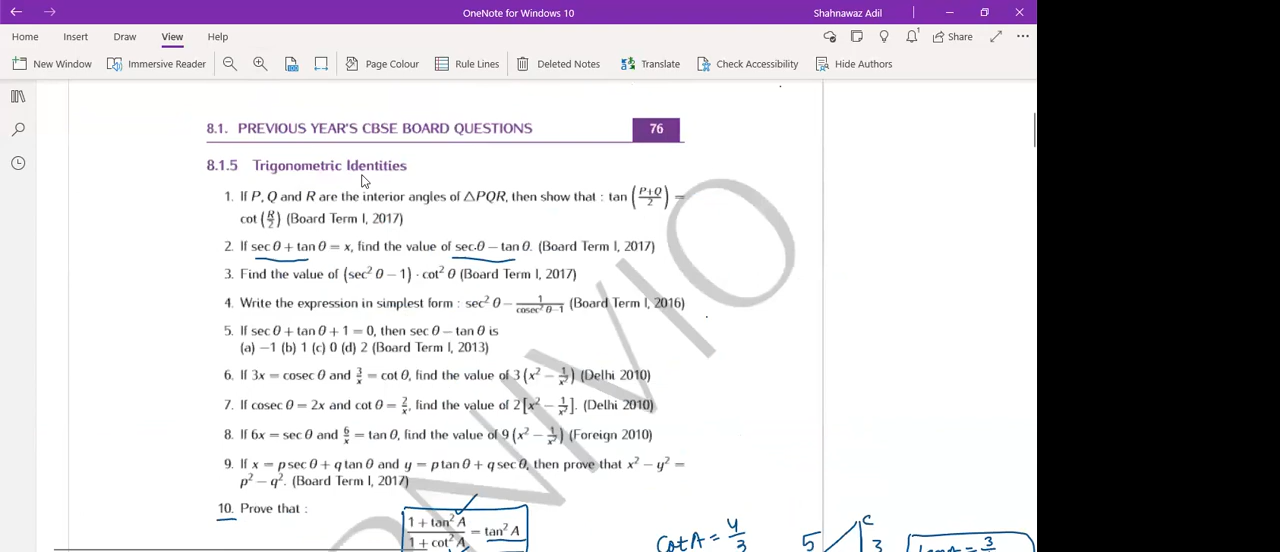 OneNote for Windows 10
Shahnawaz Adil
Home Insert Draw View Help
Share
New Window Immersive Reader Page Colour Rule Lines Deleted Notes Translate Check Accessibility Hide Authors
8.1. PREVIOUS YEAR'S CBSE BOARD QUESTIONS 76
8.1.5 Trigonometric Identities
1. If P, Q and R are the interior angles of △PQR, then show that : tan ((P+Q)/2) =
cot (R/2) (Board Term I, 2017)
2. If sec θ + tan θ = x, find the value of sec θ − tan θ. (Board Term I, 2017)
3. Find the value of (sec² θ − 1) · cot² θ (Board Term I, 2017)
4. Write the expression in simplest form : sec² θ − 1/(cosec² θ−1) (Board Term I, 2016)
5. If sec θ + tan θ + 1 = 0, then sec θ − tan θ is
(a) −1 (b) 1 (c) 0 (d) 2 (Board Term I, 2013)
6. If 3x = cosec θ and 3/x = cot θ, find the value of 3 (x² − 1/x²) (Delhi 2010)
7. If cosec θ = 2x and cot θ = 2/x, find the value of 2 [x² − 1/x²]. (Delhi 2010)
8. If 6x = sec θ and 6/x = tan θ, find the value of 9 (x² − 1/x²) (Foreign 2010)
9. If x = p sec θ + q tan θ and y = p tan θ + q sec θ, then prove that x² − y² =
p² − q². (Board Term I, 2017)
10. Prove that :
(1 + tan² A)/(1 + cot² A) = tan² A
cot A = 4/3
5
C
3